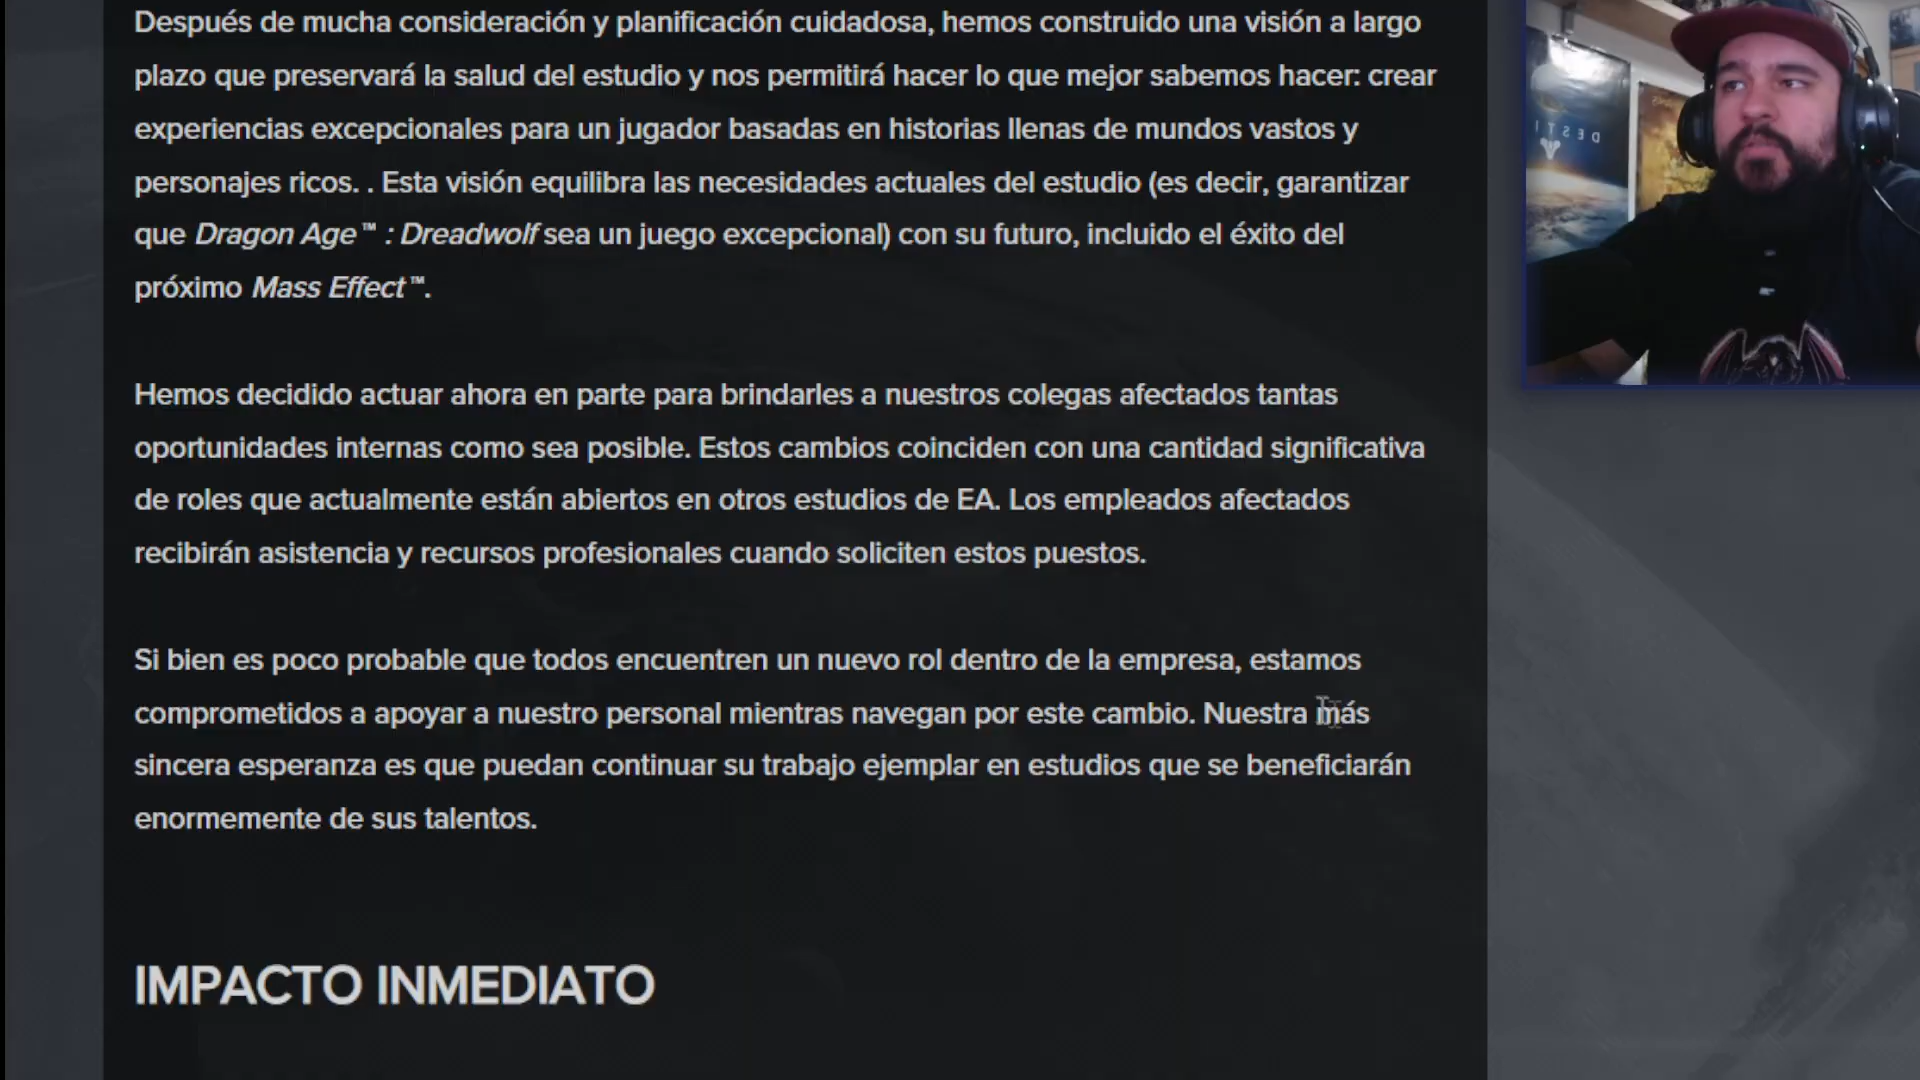 Después de mucha consideración y planificación cuidadosa, hemos construido una visión a largo
plazo que preservará la salud del estudio y nos permitirá hacer lo que mejor sabemos hacer: crear
experiencias excepcionales para un jugador basadas en historias llenas de mundos vastos y
personajes ricos. . Esta visión equilibra las necesidades actuales del estudio (es decir, garantizar
que Dragon Age™ : Dreadwolf sea un juego excepcional) con su futuro, incluido el éxito del
próximo Mass Effect™.
Hemos decidido actuar ahora en parte para brindarles a nuestros colegas afectados tantas
oportunidades internas como sea posible. Estos cambios coinciden con una cantidad significativa
de roles que actualmente están abiertos en otros estudios de EA. Los empleados afectados
recibirán asistencia y recursos profesionales cuando soliciten estos puestos.
Si bien es poco probable que todos encuentren un nuevo rol dentro de la empresa, estamos
comprometidos a apoyar a nuestro personal mientras navegan por este cambio. Nuestra más
sincera esperanza es que puedan continuar su trabajo ejemplar en estudios que se beneficiarán
enormemente de sus talentos.
IMPACTO INMEDIATO
DESTI